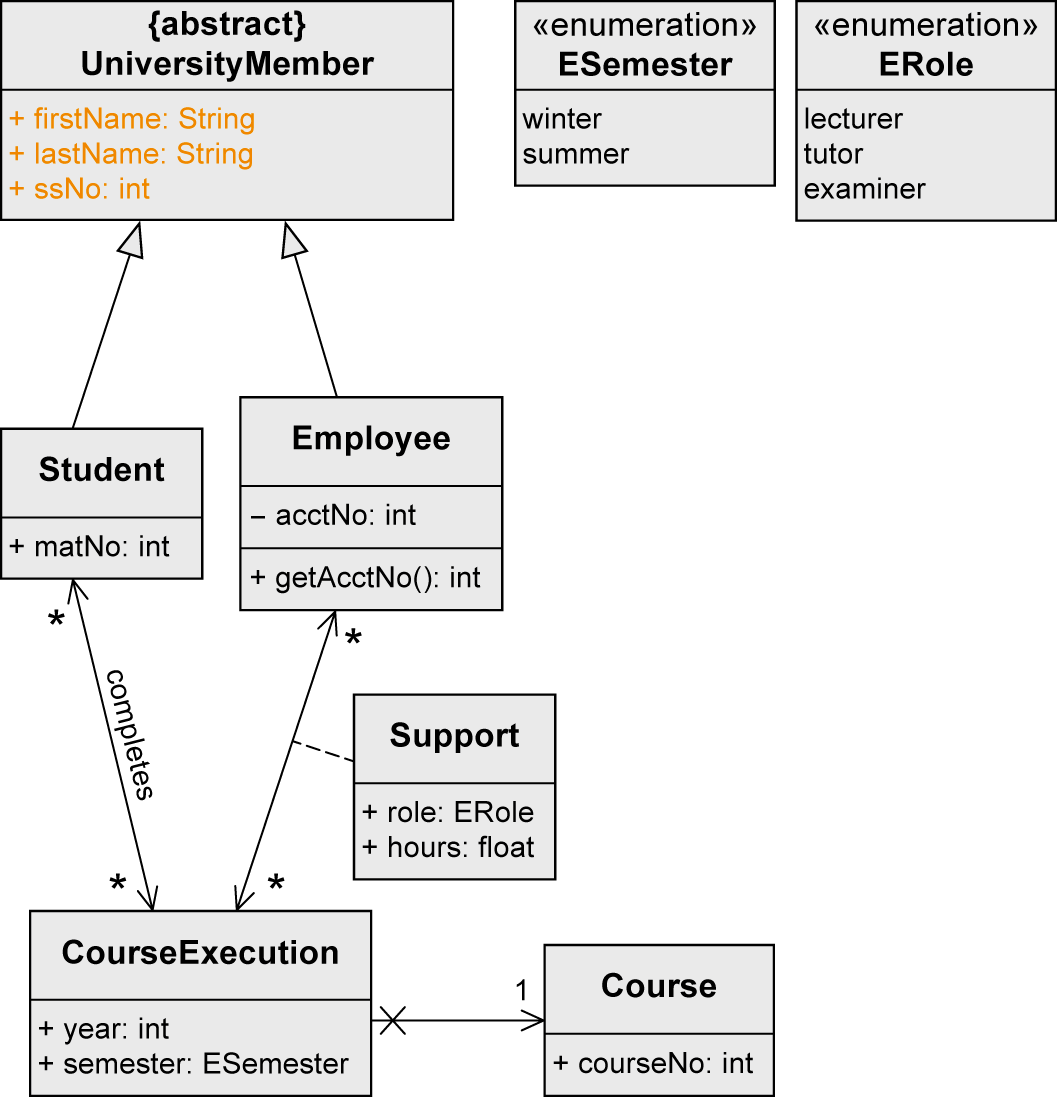 {abstract}
UniversityMember
+ firstName: String
+ lastName: String
+ ssNo: int
«enumeration»
ESemester
winter
summer
«enumeration»
ERole
lecturer
tutor
examiner
Student
+ matNo: int
Employee
– acctNo: int
+ getAcctNo(): int
*
*
completes
Support
+ role: ERole
+ hours: float
*
*
CourseExecution
+ year: int
+ semester: ESemester
1
Course
+ courseNo: int